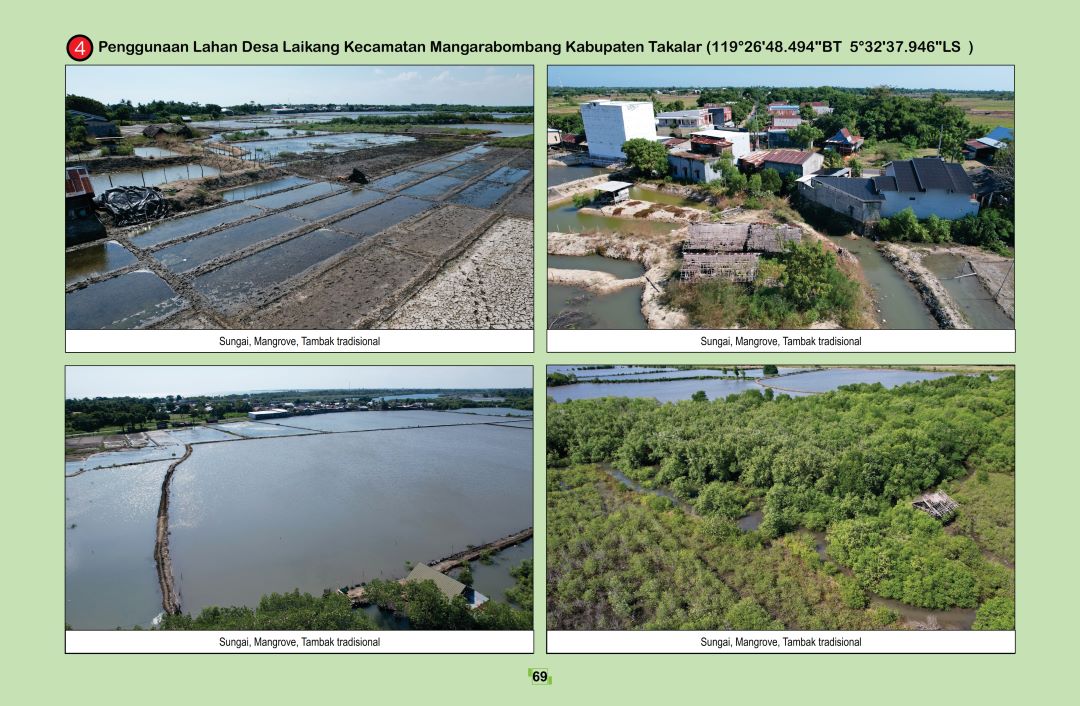 4 Penggunaan Lahan Desa Laikang Kecamatan Mangarabombang Kabupaten Takalar (119°26'48.494"BT 5°32'37.946"LS )
Sungai, Mangrove, Tambak tradisional
Sungai, Mangrove, Tambak tradisional
Sungai, Mangrove, Tambak tradisional
Sungai, Mangrove, Tambak tradisional
69